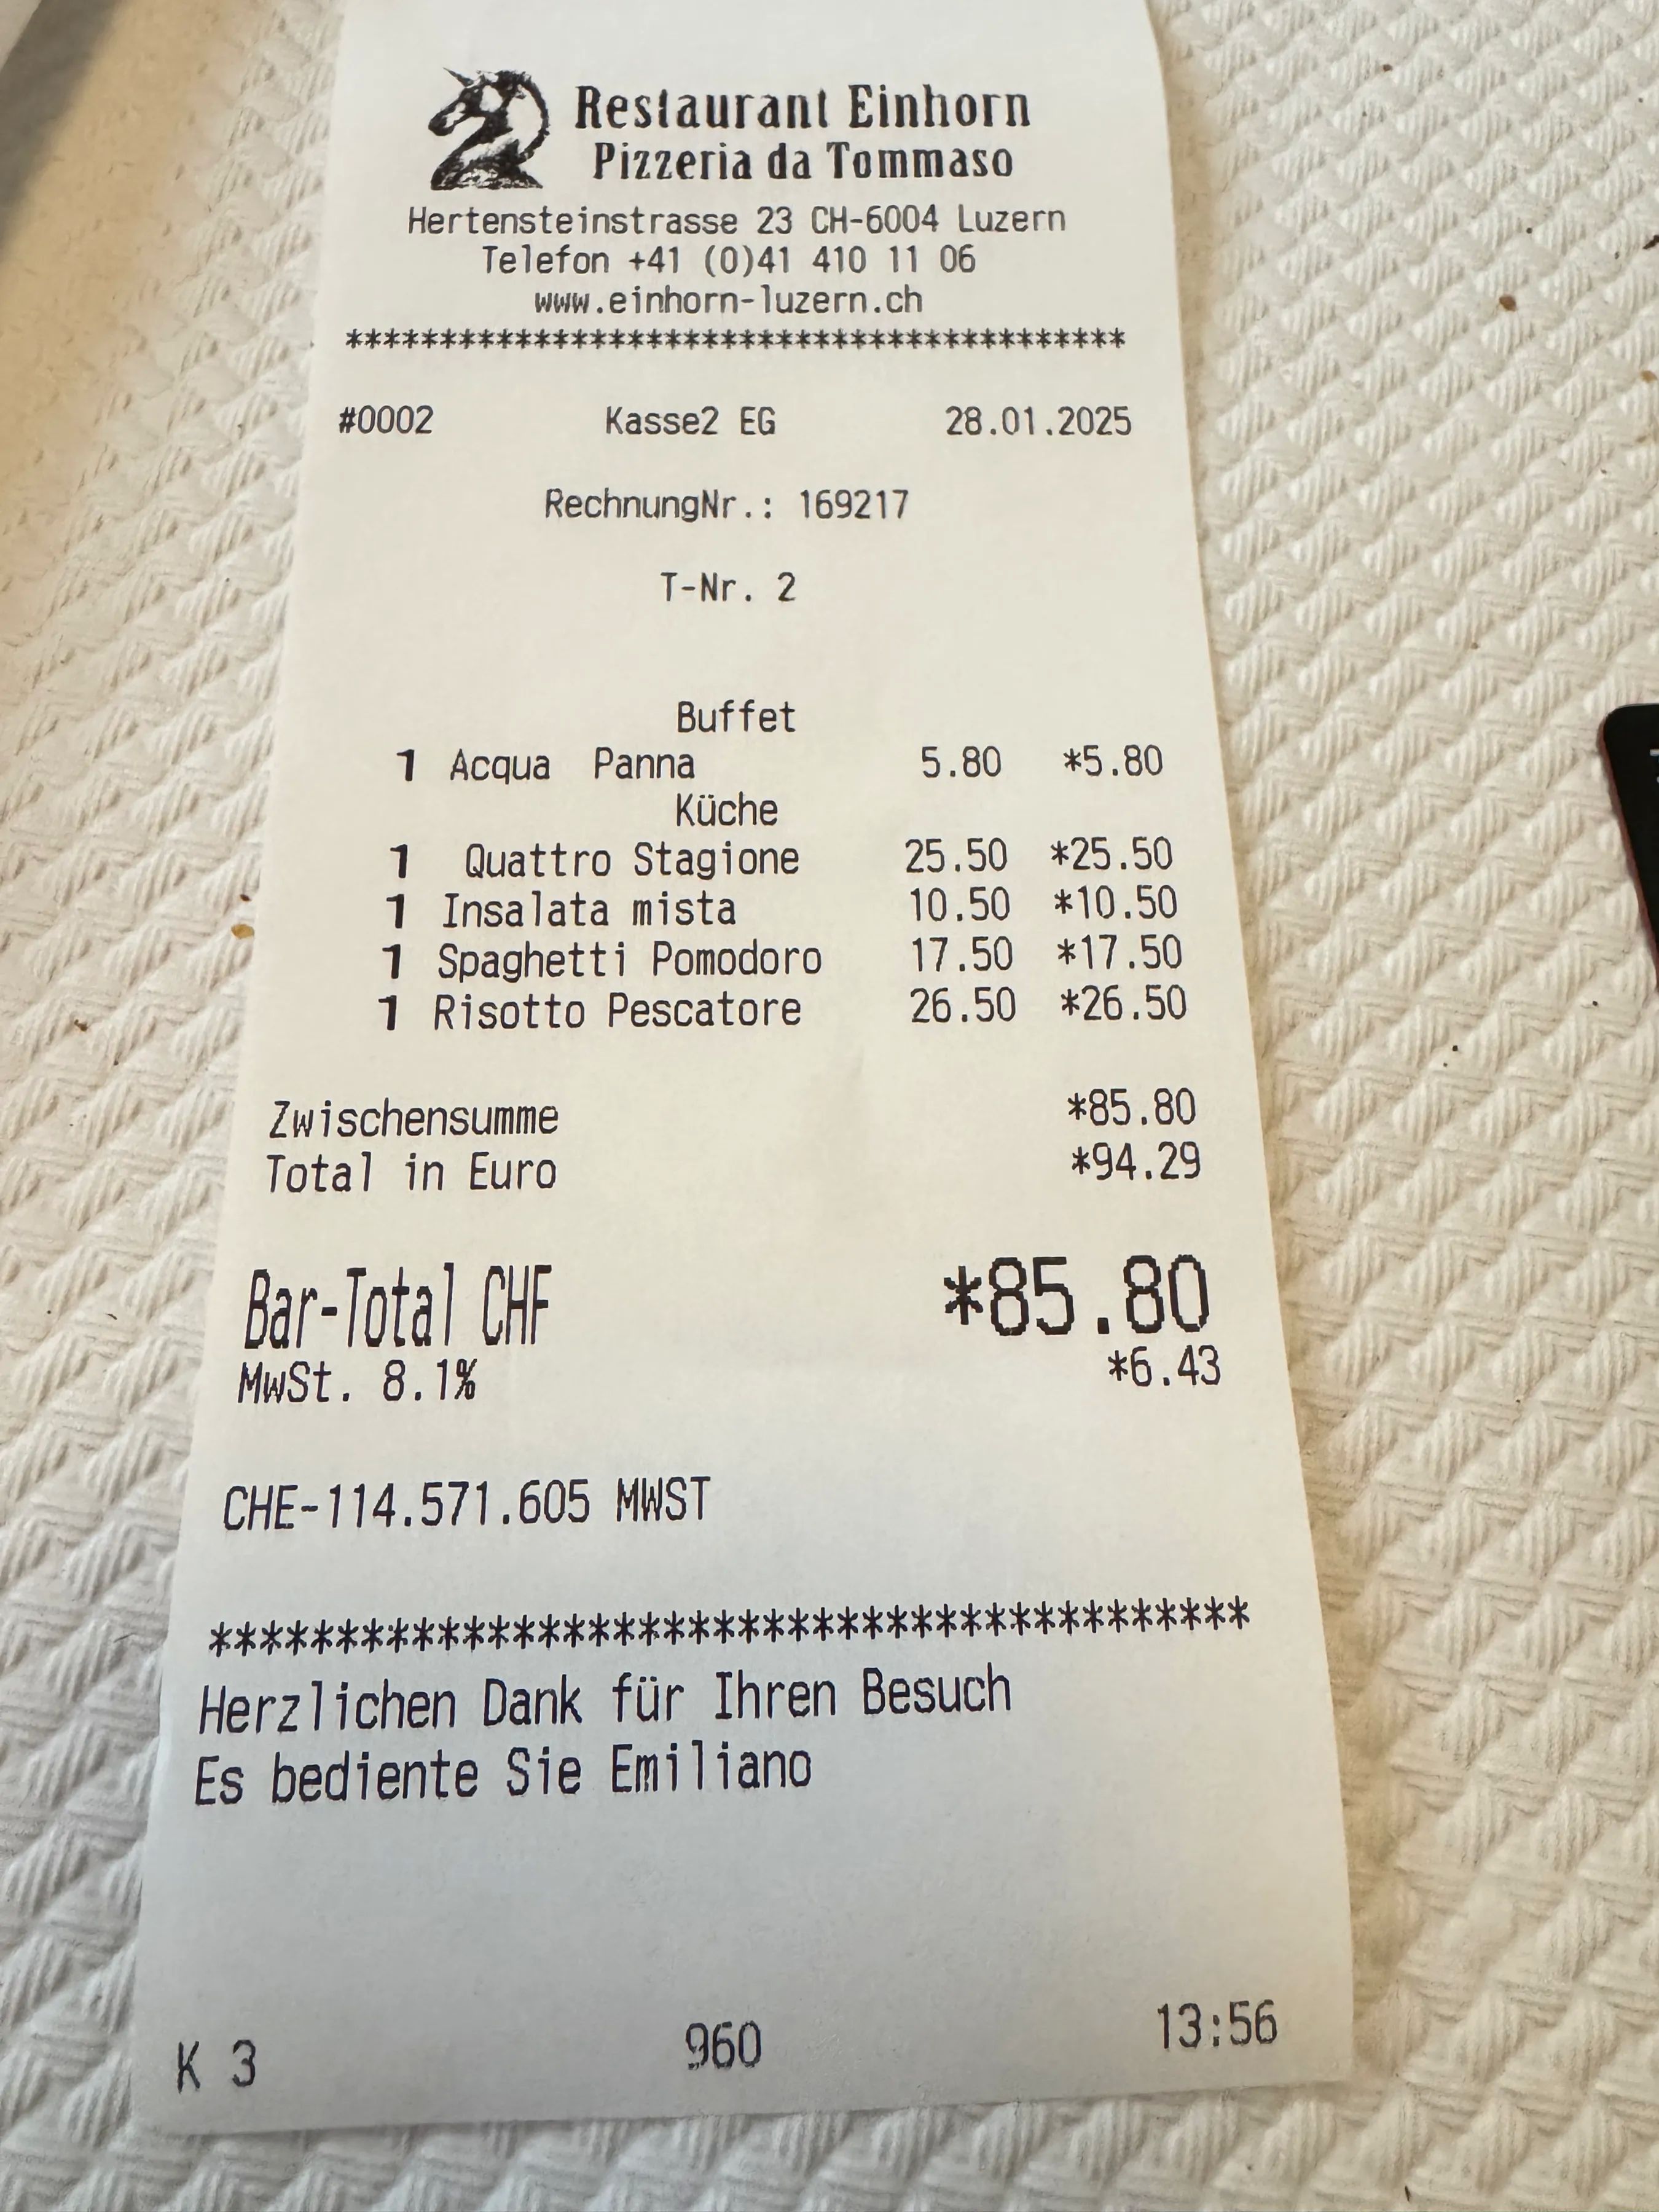 Restaurant Einhorn
Pizzeria da Tommaso
Hertensteinstrasse 23 CH-6004 Luzern
Telefon +41 (0)41 410 11 06
www.einhorn-luzern.ch
*****************************************
#0002 Kasse2 EG 28.01.2025
RechnungNr.: 169217
T-Nr. 2
Buffet
1 Acqua Panna 5.80 *5.80
Küche
1 Quattro Stagione 25.50 *25.50
1 Insalata mista 10.50 *10.50
1 Spaghetti Pomodoro 17.50 *17.50
1 Risotto Pescatore 26.50 *26.50
Zwischensumme *85.80
Total in Euro *94.29
Bar-Total CHF *85.80
MwSt. 8.1% *6.43
CHE-114.571.605 MWST
*****************************************
Herzlichen Dank für Ihren Besuch
Es bediente Sie Emiliano
K 3 960 13:56